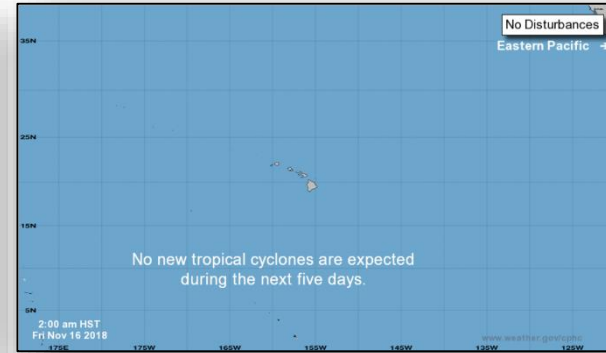 No Disturbances
Eastern Pacific →
35N
25N
15N
No new tropical cyclones are expected
during the next five days.
5N
2:00 am HST
Fri Nov 16 2018
www.weather.gov/cphc
175E 175W 165W 155W 145W 135W 125W